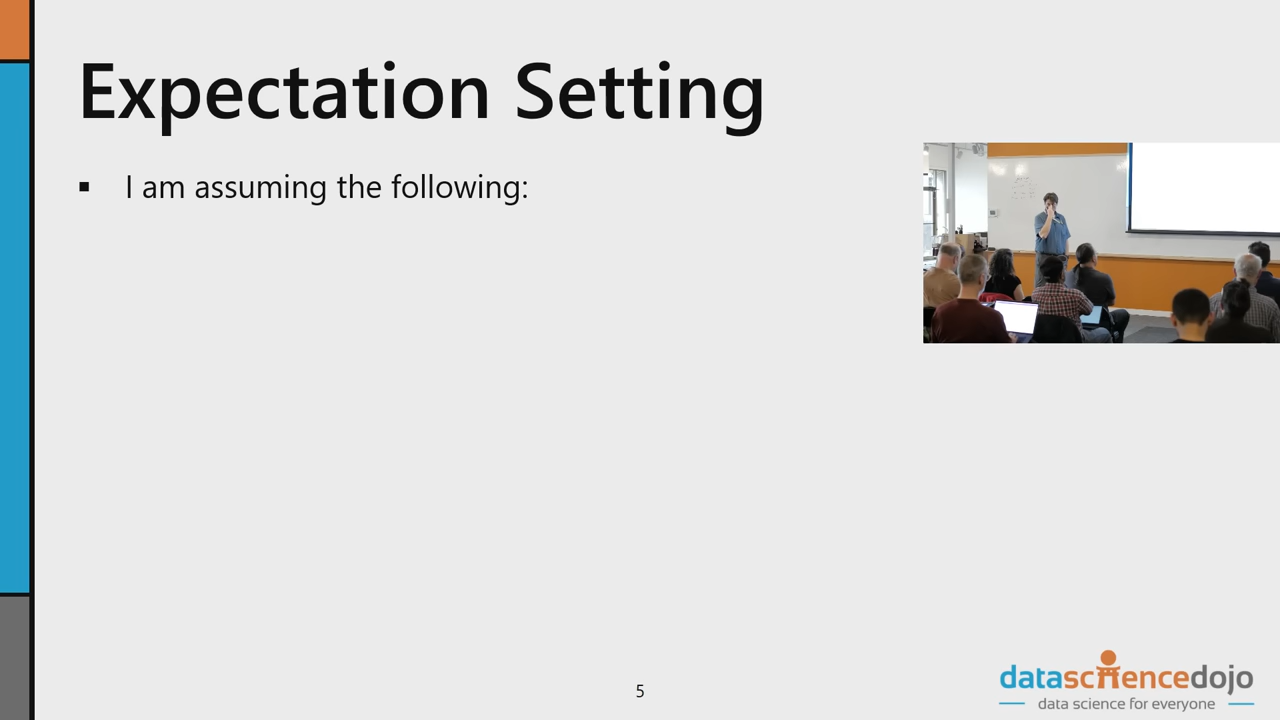 Expectation Setting
▪ I am assuming the following:
5
datasciencedojo
data science for everyone